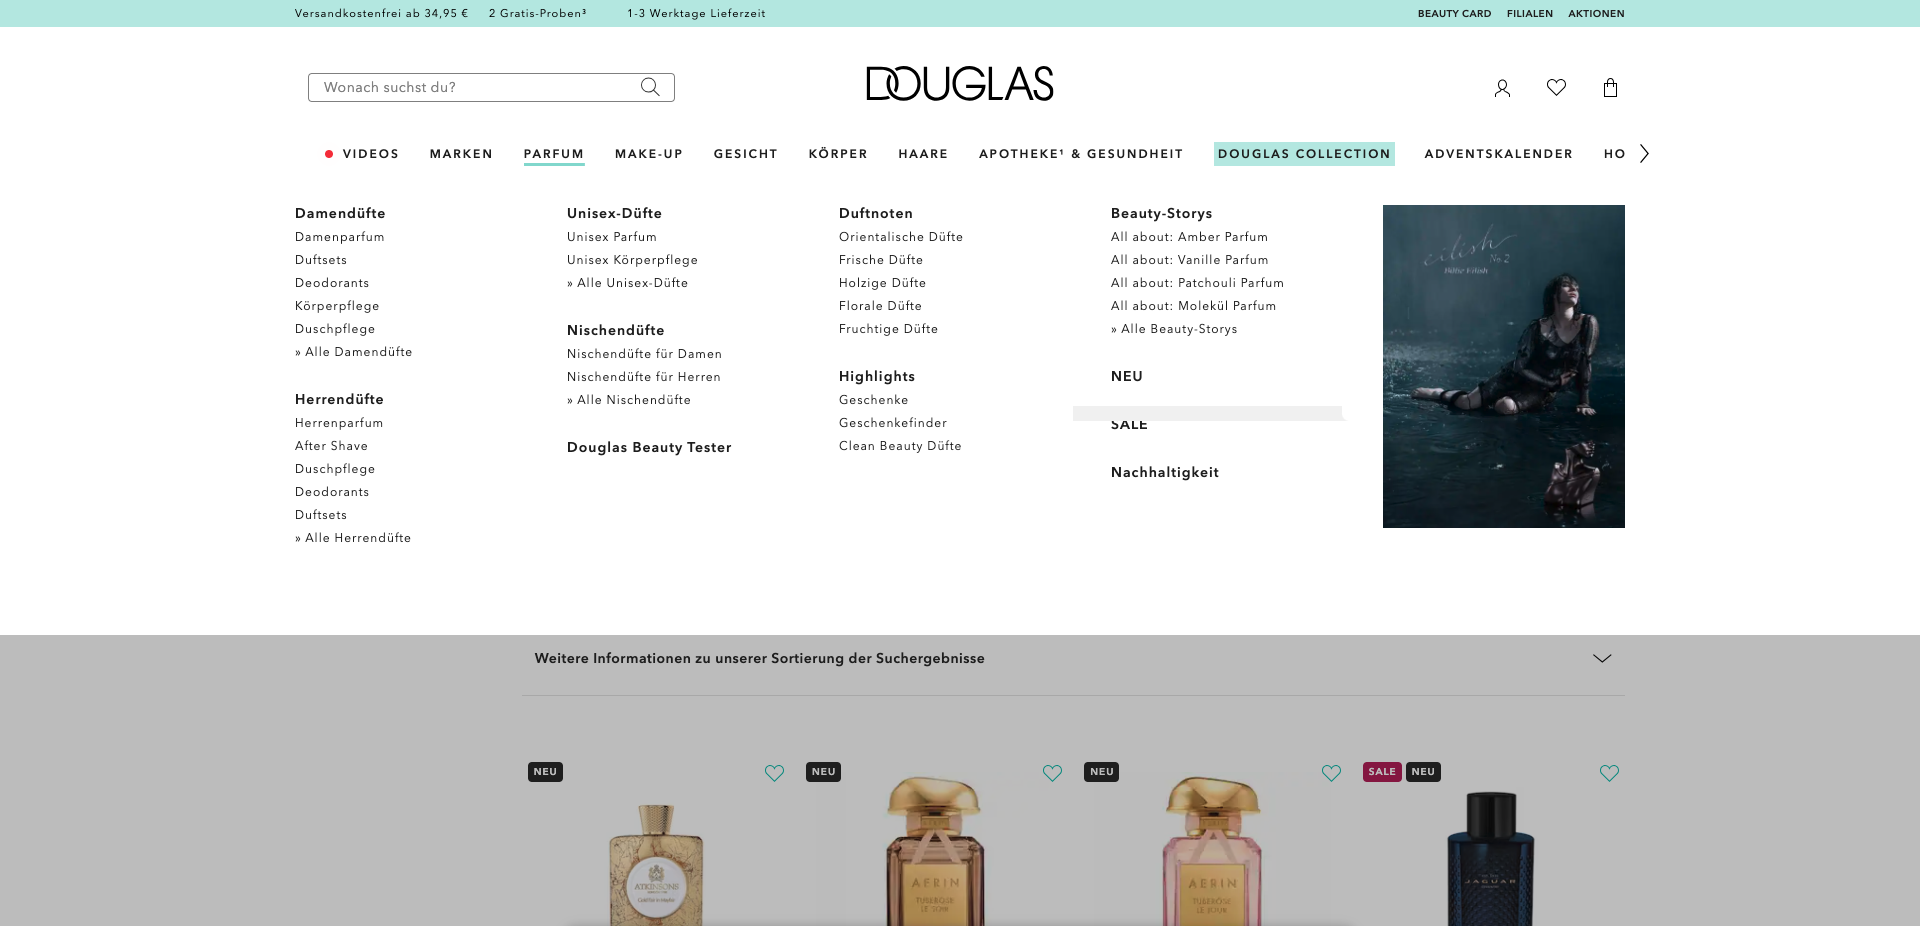 Versandkostenfrei ab 34,95 € 2 Gratis-Proben³ 1-3 Werktage Lieferzeit BEAUTY CARD FILIALEN AKTIONEN
Wonach suchst du?
DOUGLAS
VIDEOS MARKEN PARFUM MAKE-UP GESICHT KÖRPER HAARE APOTHEKE¹ & GESUNDHEIT DOUGLAS COLLECTION ADVENTSKALENDER HO
Damendüfte
Damenparfum
Duftsets
Deodorants
Körperpflege
Duschpflege
» Alle Damendüfte
Herrendüfte
Herrenparfum
After Shave
Duschpflege
Deodorants
Duftsets
» Alle Herrendüfte
Unisex-Düfte
Unisex Parfum
Unisex Körperpflege
» Alle Unisex-Düfte
Nischendüfte
Nischendüfte für Damen
Nischendüfte für Herren
» Alle Nischendüfte
Douglas Beauty Tester
Duftnoten
Orientalische Düfte
Frische Düfte
Holzige Düfte
Florale Düfte
Fruchtige Düfte
Highlights
Geschenke
Geschenkefinder
Clean Beauty Düfte
Beauty-Storys
All about: Amber Parfum
All about: Vanille Parfum
All about: Patchouli Parfum
All about: Molekül Parfum
» Alle Beauty-Storys
NEU
SALE
Nachhaltigkeit
eilish
No. 2
Billie Eilish
Weitere Informationen zu unserer Sortierung der Suchergebnisse
NEU
NEU
NEU
SALE NEU
ATKINSONS
AERIN
TUBEROSE
LE SOIR
AERIN
TUBEROSE
LE JOUR
JAGUAR